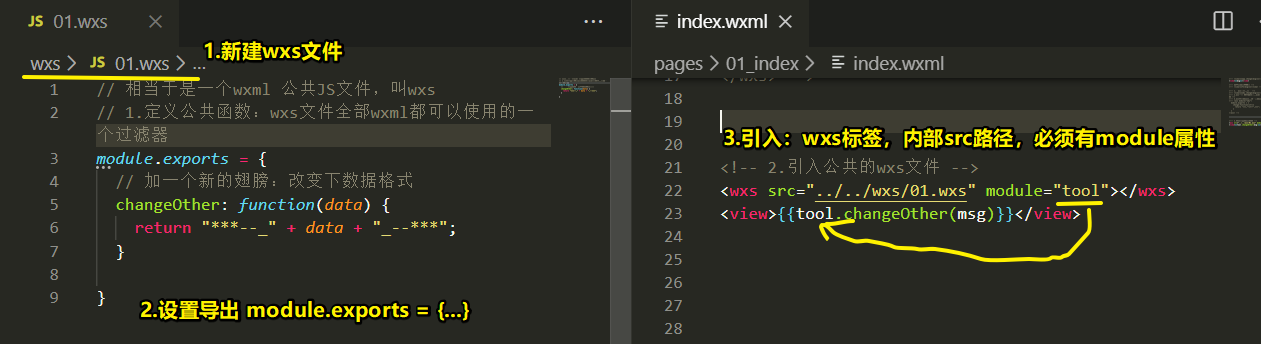 JS 01.wxs ×
...
1.新建wxs文件
wxs > JS 01.wxs > ...
1 // 相当于是一个wxml 公共JS文件，叫wxs
2 // 1.定义公共函数：wxs文件全部wxml都可以使用的一
个过滤器
3 module.exports = {
4 // 加一个新的翅膀：改变下数据格式
5 changeOther: function(data) {
6 return "***--_" + data + "_--***";
7 }
8
9 }
2.设置导出 module.exports = {...}
index.wxml ×
pages > 01_index > index.wxml
17 </wxs> -->
18
19
20
3.引入：wxs标签，内部src路径，必须有module属性
21 <!-- 2.引入公共的wxs文件 -->
22 <wxs src="../../wxs/01.wxs" module="tool"></wxs>
23 <view>{{tool.changeOther(msg)}}</view>
24
25
26
27
28